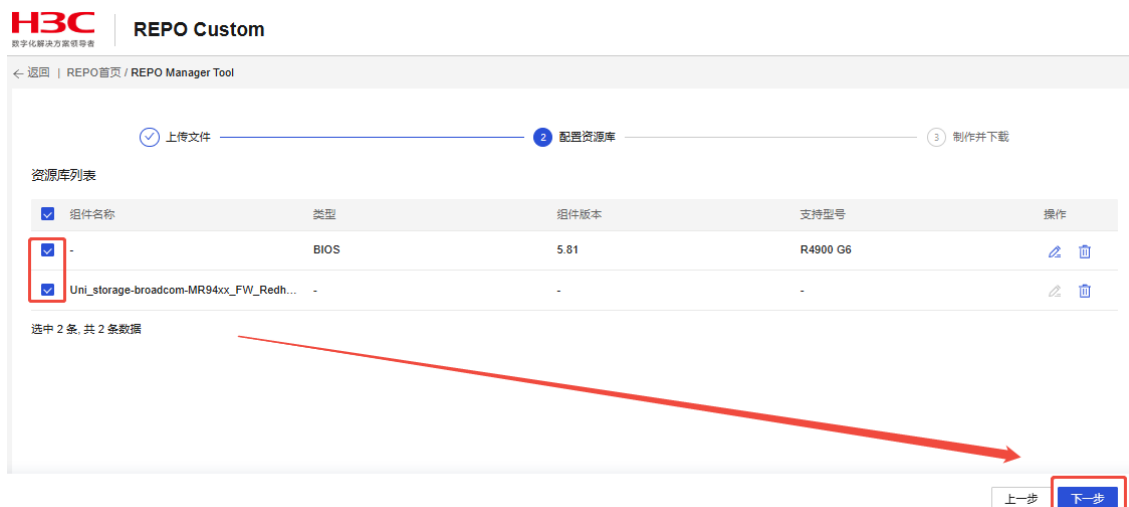 H3C
数字化解决方案领导者
REPO Custom
返回 | REPO首页 / REPO Manager Tool
上传文件
2 配置资源库
3 制作并下载
资源库列表
组件名称 类型 组件版本 支持型号 操作
- BIOS 5.81 R4900 G6
Uni_storage-broadcom-MR94xx_FW_Redh... - - -
选中 2 条, 共 2 条数据
上一步 下一步